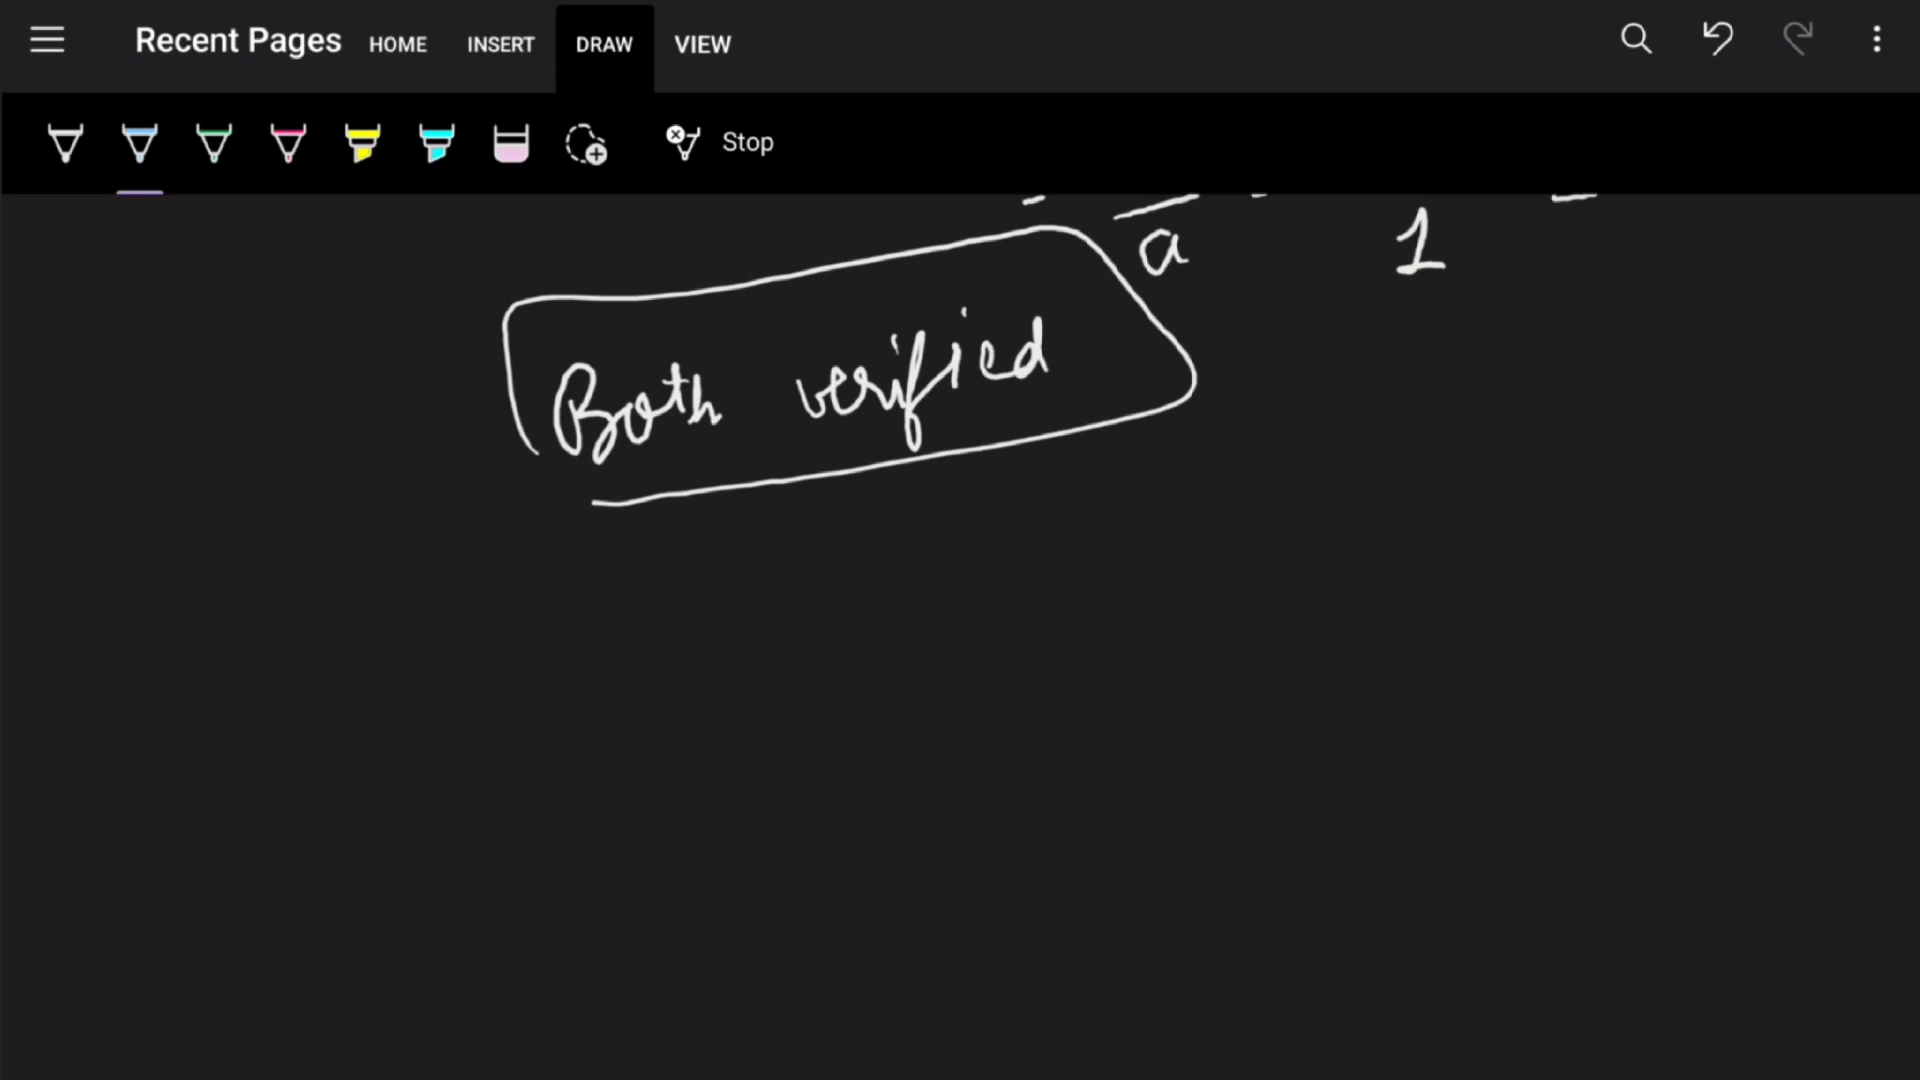 Recent Pages HOME INSERT DRAW VIEW
Stop
a 1
Both verified